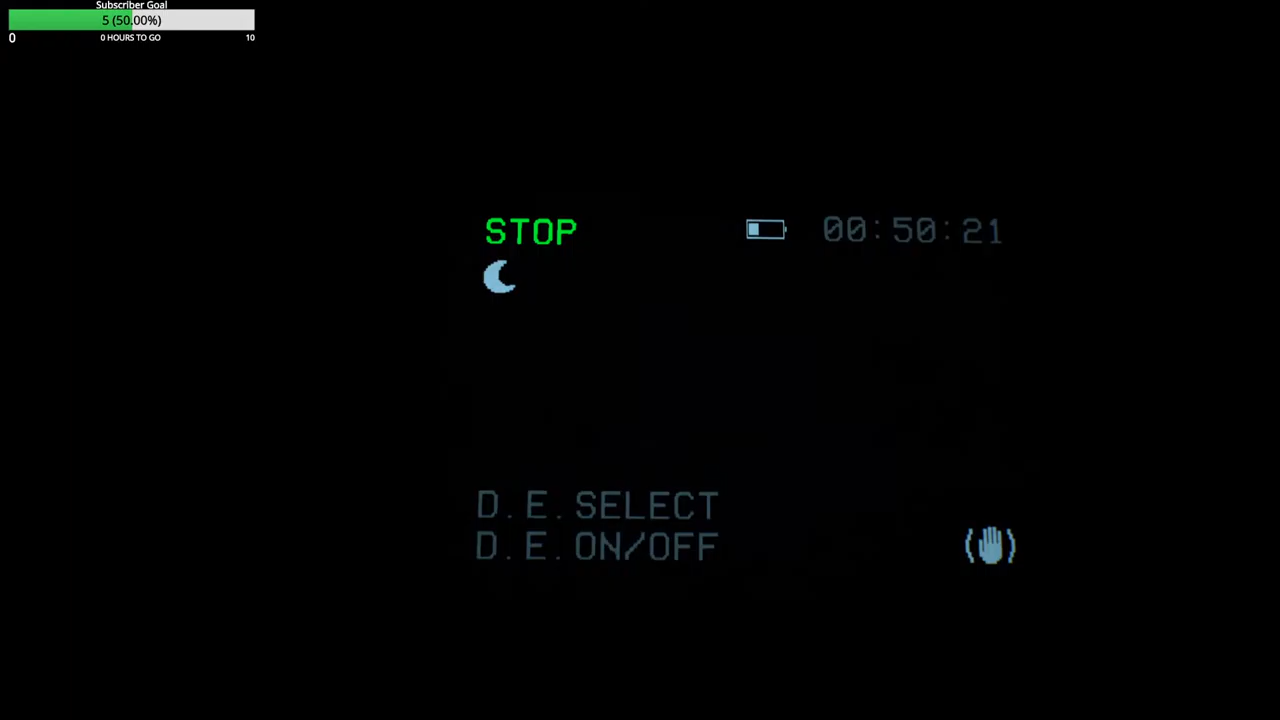 Subscriber Goal
5 (50.00%)
0 0 HOURS TO GO 10
STOP 00:50:21
D.E.SELECT
D.E.ON/OFF